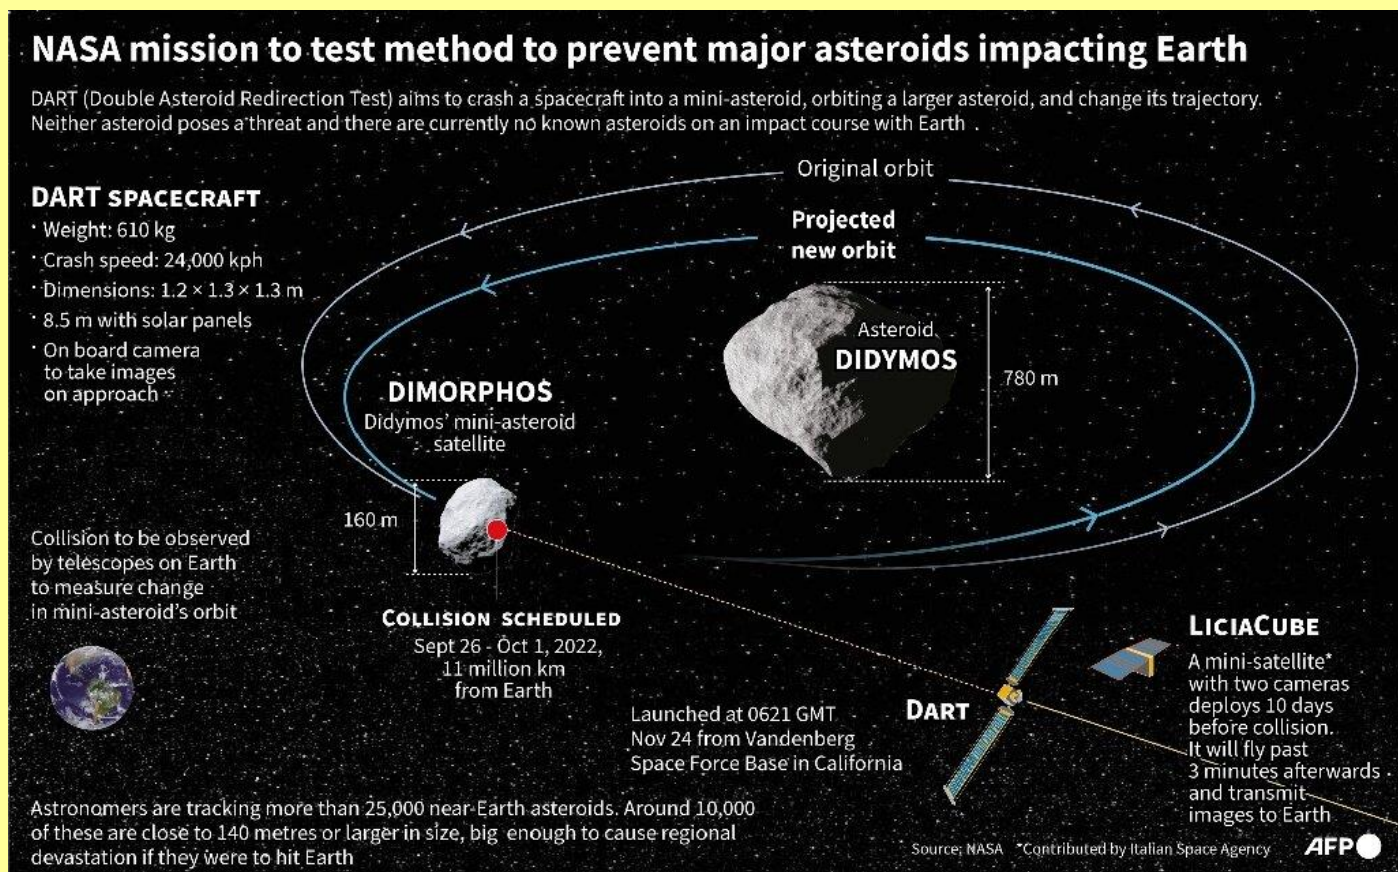 NASA mission to test method to prevent major asteroids impacting Earth
DART (Double Asteroid Redirection Test) aims to crash a spacecraft into a mini-asteroid, orbiting a larger asteroid, and change its trajectory.
Neither asteroid poses a threat and there are currently no known asteroids on an impact course with Earth .
DART SPACECRAFT
· Weight: 610 kg
· Crash speed: 24,000 kph
· Dimensions: 1.2 × 1.3 × 1.3 m
· 8.5 m with solar panels
· On board camera
to take images
on approach
Original orbit
Projected
new orbit
Asteroid
DIDYMOS
780 m
DIMORPHOS
Didymos' mini-asteroid
satellite
160 m
Collision to be observed
by telescopes on Earth
to measure change
in mini-asteroid's orbit
COLLISION SCHEDULED
Sept 26 - Oct 1, 2022,
11 million km
from Earth
Launched at 0621 GMT
Nov 24 from Vandenberg
Space Force Base in California
DART
LICIACUBE
A mini-satellite*
with two cameras
deploys 10 days
before collision.
It will fly past
3 minutes afterwards
and transmit
images to Earth
Astronomers are tracking more than 25,000 near-Earth asteroids. Around 10,000
of these are close to 140 metres or larger in size, big enough to cause regional
devastation if they were to hit Earth
Source: NASA *Contributed by Italian Space Agency
AFP